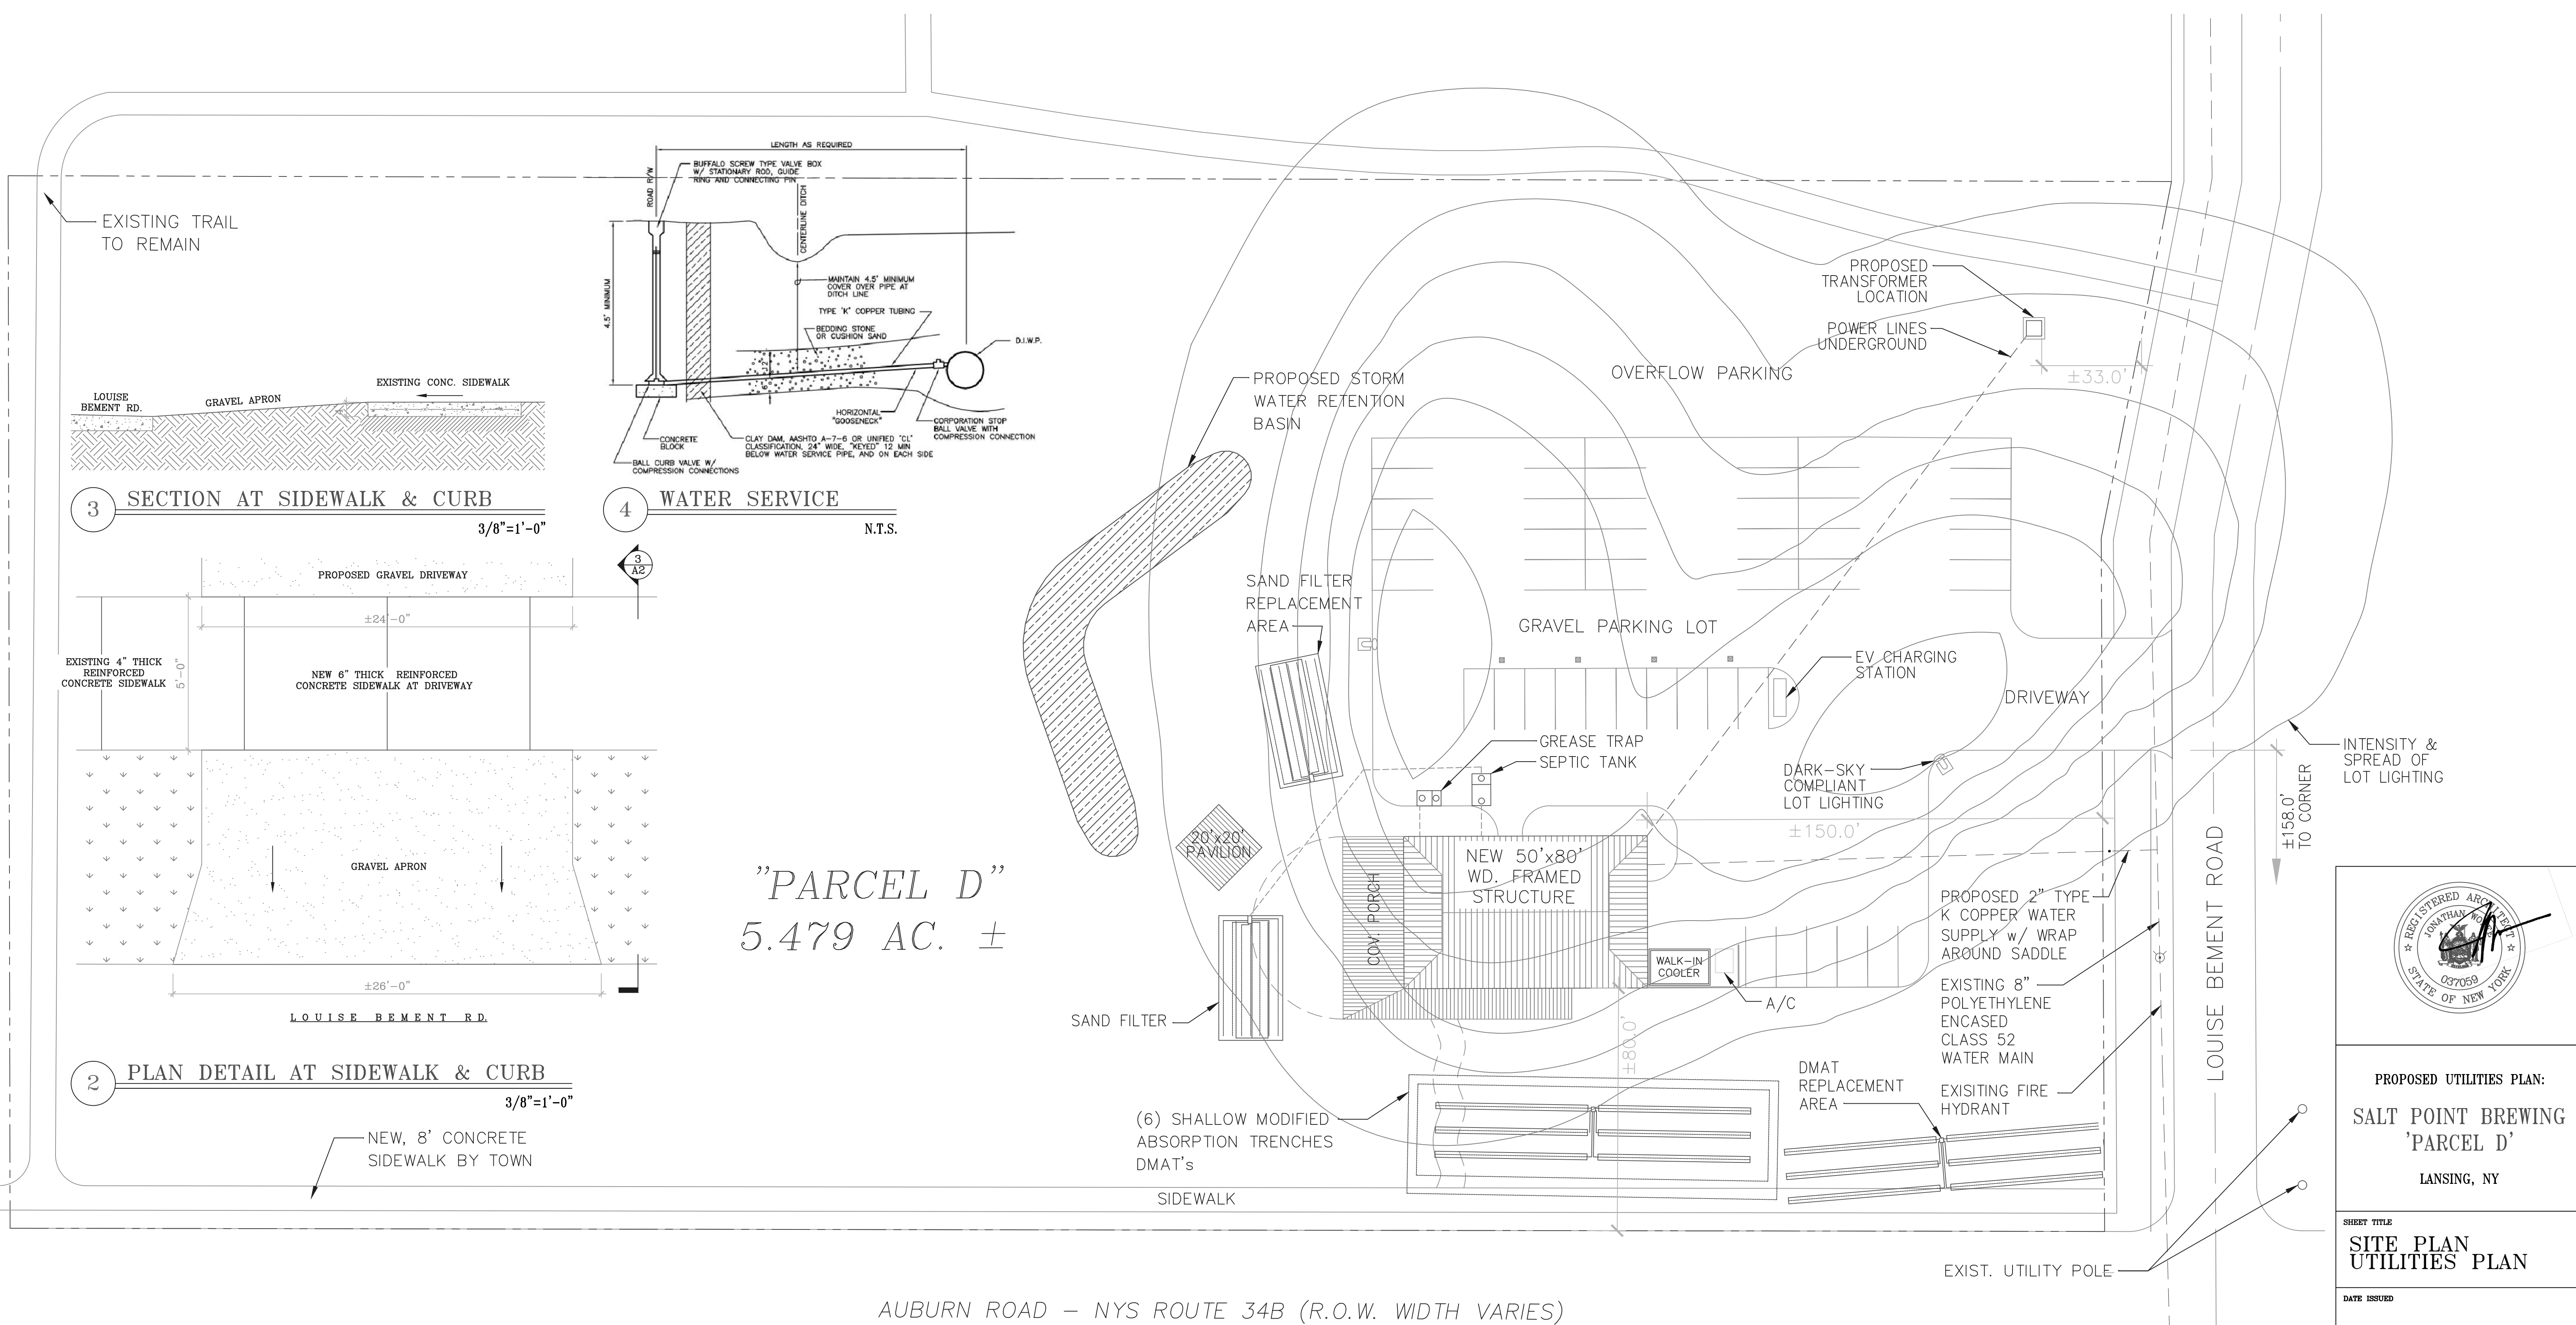 EXISTING TRAIL
TO REMAIN
LENGTH AS REQUIRED
BUFFALO SCREW TYPE VALVE BOX
W/ STATIONARY ROD, GUIDE
RING AND CONNECTING PIN
ROAD R/W
CENTERLINE DITCH
4.5' MINIMUM
MAINTAIN 4.5' MINIMUM
COVER OVER PIPE AT
DITCH LINE
TYPE 'K' COPPER TUBING
BEDDING STONE
OR CUSHION SAND
D.I.W.P.
HORIZONTAL
"GOOSENECK"
CORPORATION STOP
BALL VALVE WITH
COMPRESSION CONNECTION
CONCRETE
BLOCK
CLAY DAM, AASHTO A-7-6 OR UNIFIED "CL"
CLASSIFICATION, 24" WIDE, "KEYED" 12 MIN
BELOW WATER SERVICE PIPE, AND ON EACH SIDE
BALL CURB VALVE W/
COMPRESSION CONNECTIONS
4 WATER SERVICE
N.T.S.
EXISTING CONC. SIDEWALK
LOUISE
BEMENT RD.
GRAVEL APRON
3 SECTION AT SIDEWALK & CURB
3/8"=1'-0"
3
A2
PROPOSED GRAVEL DRIVEWAY
±24'-0"
EXISTING 4" THICK
REINFORCED
CONCRETE SIDEWALK
5'-0"
NEW 6" THICK REINFORCED
CONCRETE SIDEWALK AT DRIVEWAY
GRAVEL APRON
±26'-0"
LOUISE BEMENT RD.
2 PLAN DETAIL AT SIDEWALK & CURB
3/8"=1'-0"
NEW, 8' CONCRETE
SIDEWALK BY TOWN
"PARCEL D"
5.479 AC. ±
PROPOSED STORM
WATER RETENTION
BASIN
SAND FILTER
REPLACEMENT
AREA
OVERFLOW PARKING
PROPOSED
TRANSFORMER
LOCATION
POWER LINES
UNDERGROUND
±33.0'
GRAVEL PARKING LOT
EV CHARGING
STATION
DRIVEWAY
GREASE TRAP
SEPTIC TANK
DARK-SKY
COMPLIANT
LOT LIGHTING
±150.0'
INTENSITY &
SPREAD OF
LOT LIGHTING
±158.0'
TO CORNER
20'x20'
PAVILION
COV. PORCH
NEW 50'x80'
WD. FRAMED
STRUCTURE
WALK-IN
COOLER
A/C
SAND FILTER
±80.0'
PROPOSED 2" TYPE
K COPPER WATER
SUPPLY w/ WRAP
AROUND SADDLE
EXISTING 8"
POLYETHYLENE
ENCASED
CLASS 52
WATER MAIN
EXISITING FIRE
HYDRANT
DMAT
REPLACEMENT
AREA
(6) SHALLOW MODIFIED
ABSORPTION TRENCHES
DMAT's
SIDEWALK
LOUISE BEMENT ROAD
EXIST. UTILITY POLE
AUBURN ROAD - NYS ROUTE 34B (R.O.W. WIDTH VARIES)
REGISTERED ARCHITECT
JONATHAN
037059
STATE OF NEW YORK
PROPOSED UTILITIES PLAN:
SALT POINT BREWING
'PARCEL D'
LANSING, NY
SHEET TITLE
SITE PLAN
UTILITIES PLAN
DATE ISSUED